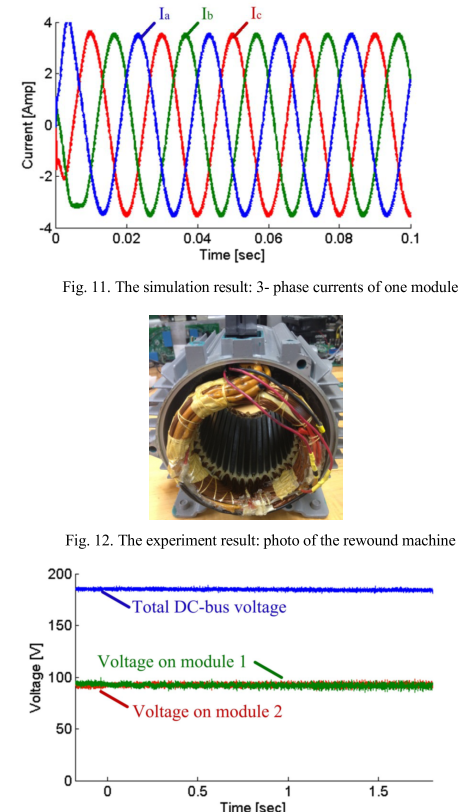 Ia Ib Ic
4
2
0
-2
-4
Current [Amp]
0 0.02 0.04 0.06 0.08 0.1
Time [sec]
Fig. 11. The simulation result: 3- phase currents of one module
Fig. 12. The experiment result: photo of the rewound machine
200
150
100
50
0
Voltage [V]
Total DC-bus voltage
Voltage on module 1
Voltage on module 2
0 0.5 1 1.5
Time [sec]